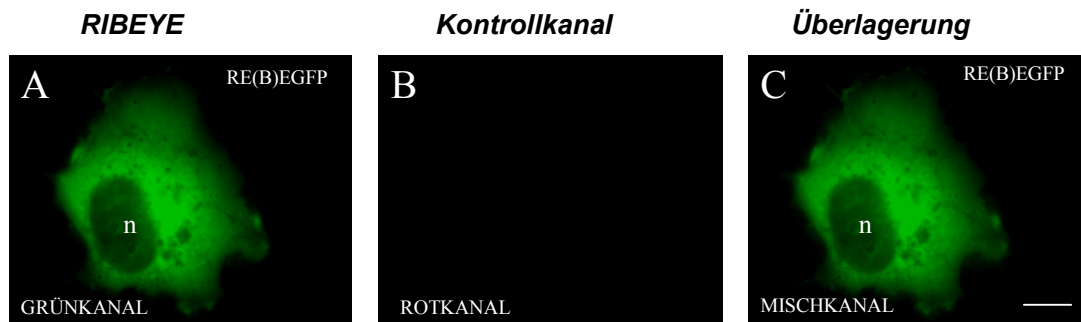 RIBEYE
Kontrollkanal
Überlagerung
A
RE(B)EGFP
n
GRÜNKANAL
B
ROTKANAL
C
RE(B)EGFP
n
MISCHKANAL